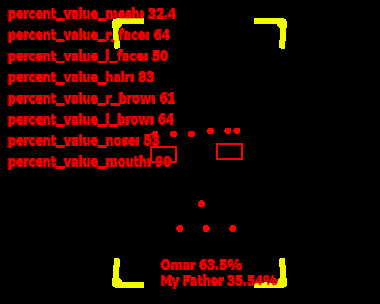 percent_value_mesh: 32.4
percent_value_r_face: 64
percent_value_l_face: 50
percent_value_hair: 83
percent_value_r_brow: 61
percent_value_l_brow: 64
percent_value_nose: 59
percent_value_mouth: 90
Omar 63.5%
My Father 35.54%